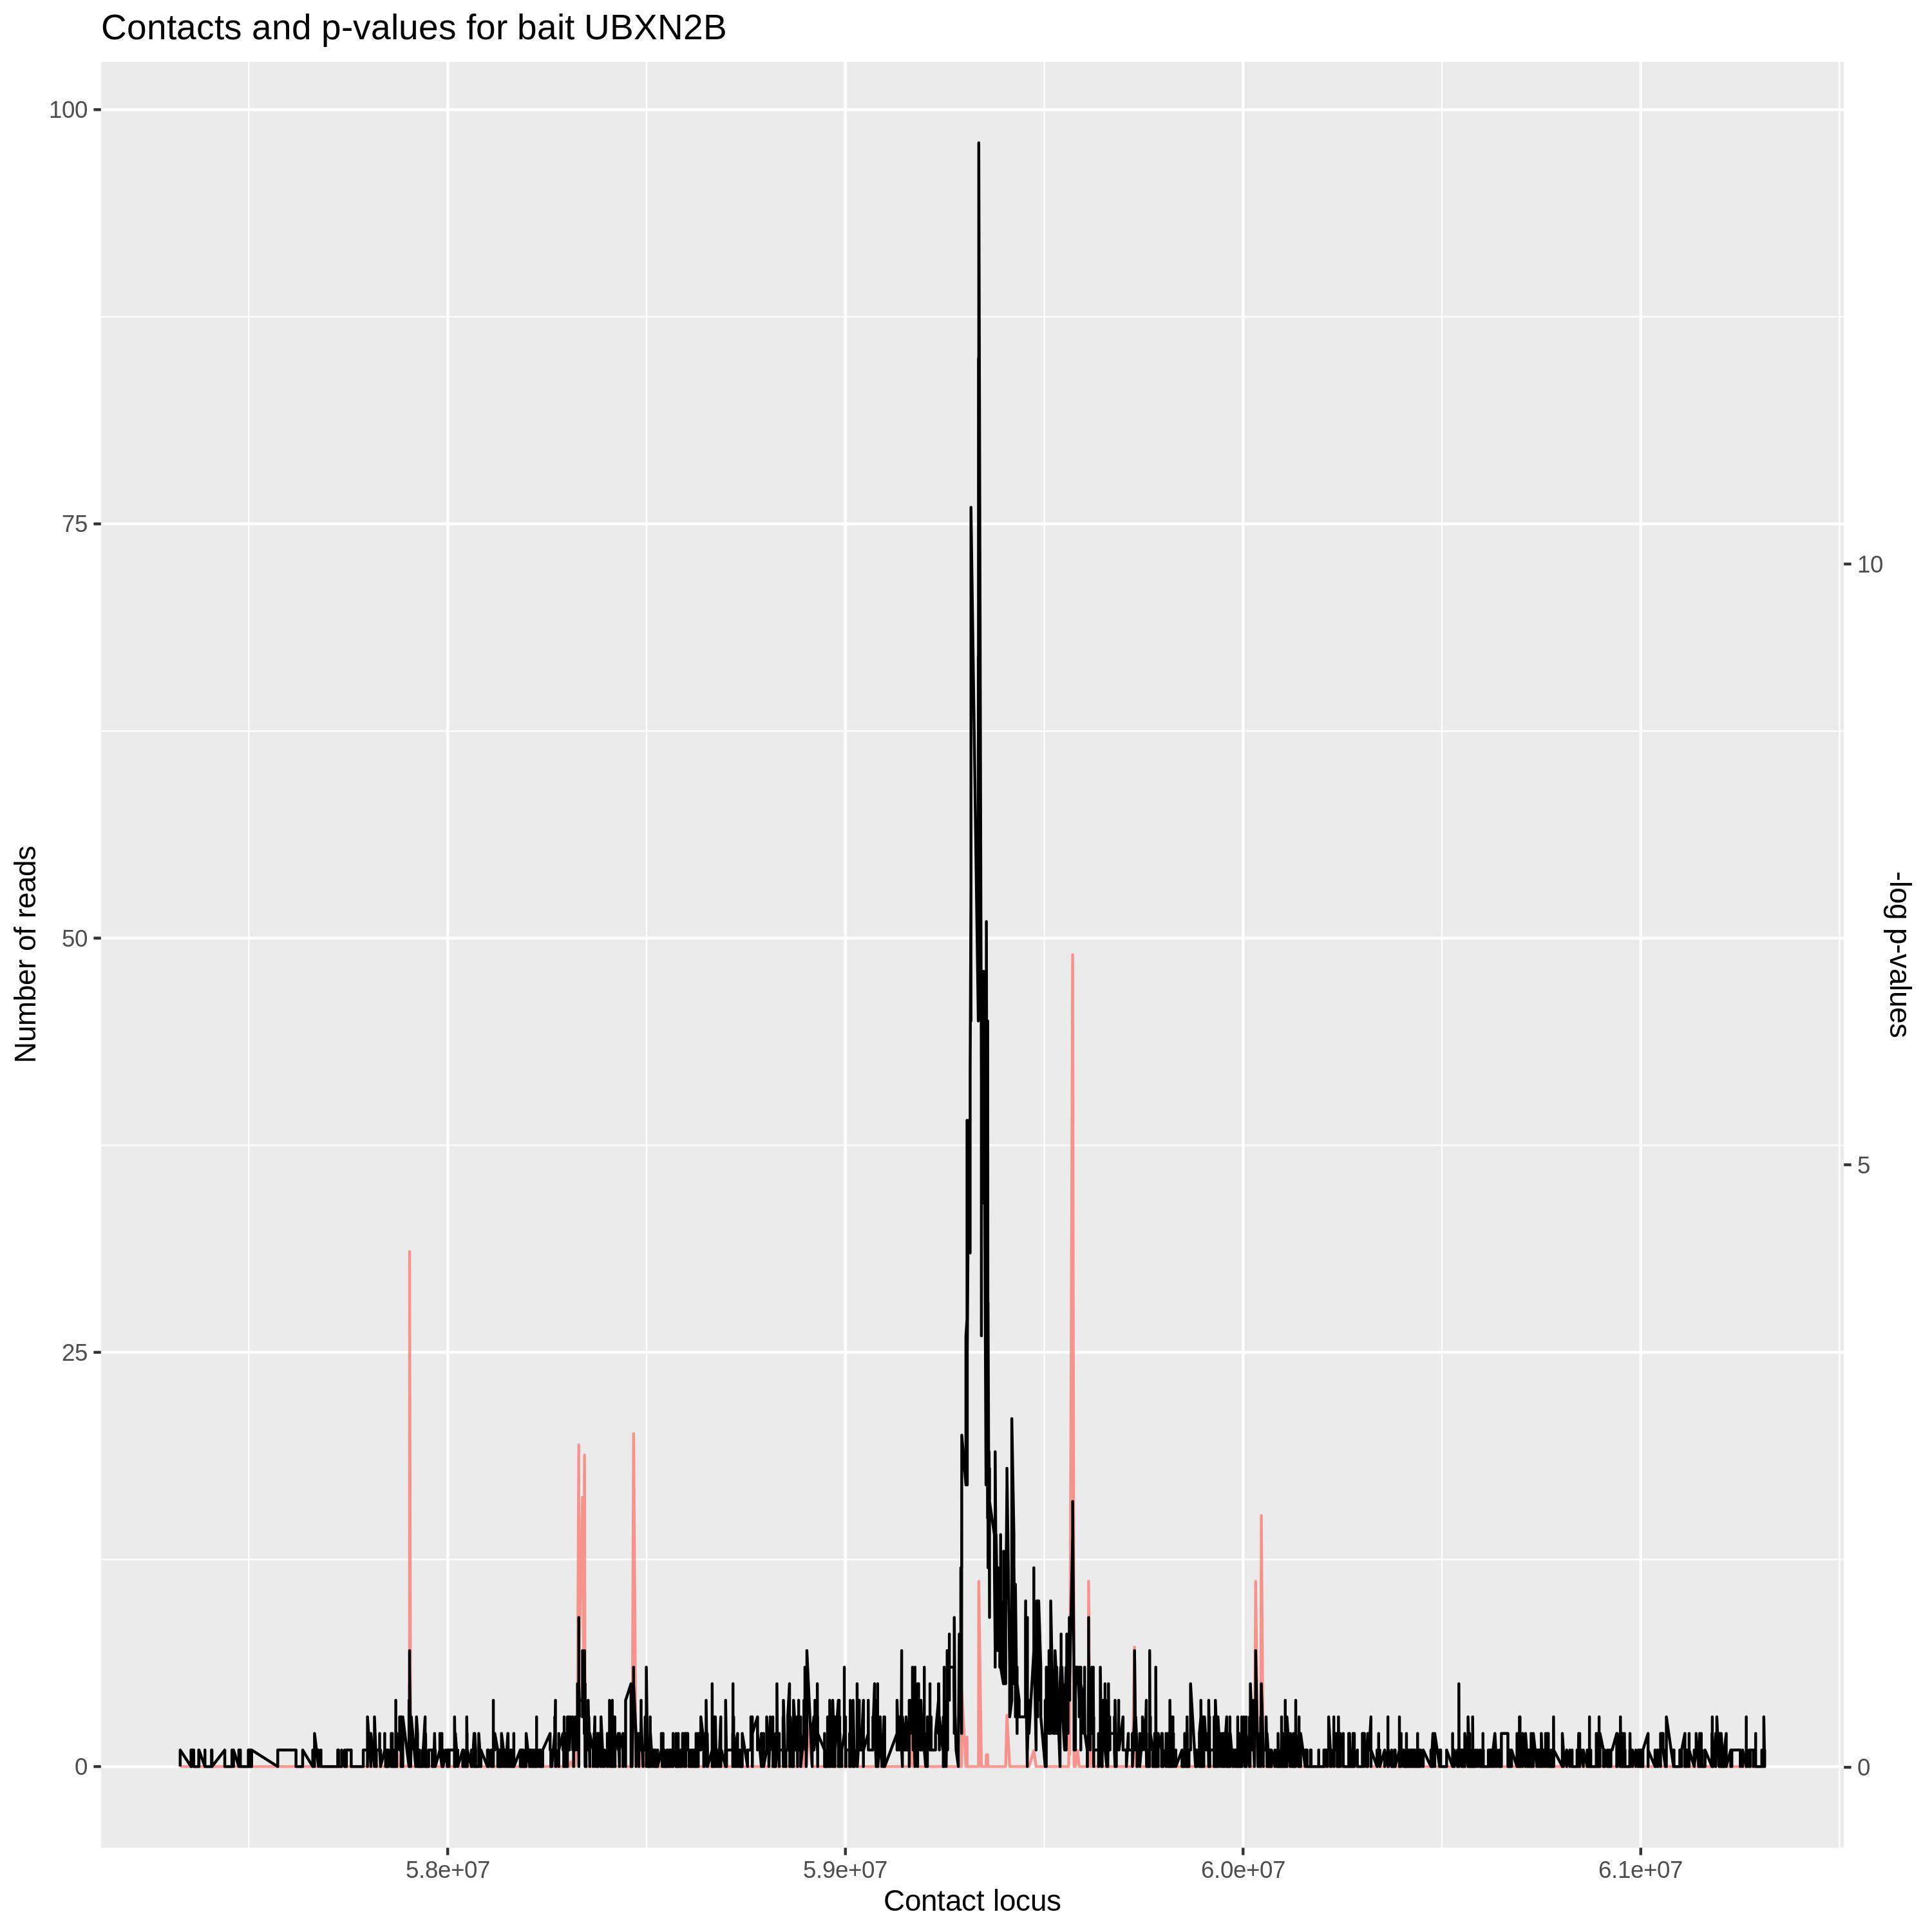 Contacts and p-values for bait UBXN2B
100
75
50
25
0
Number of reads
10
5
0
-log p-values
5.8e+07
5.9e+07
6.0e+07
6.1e+07
Contact locus